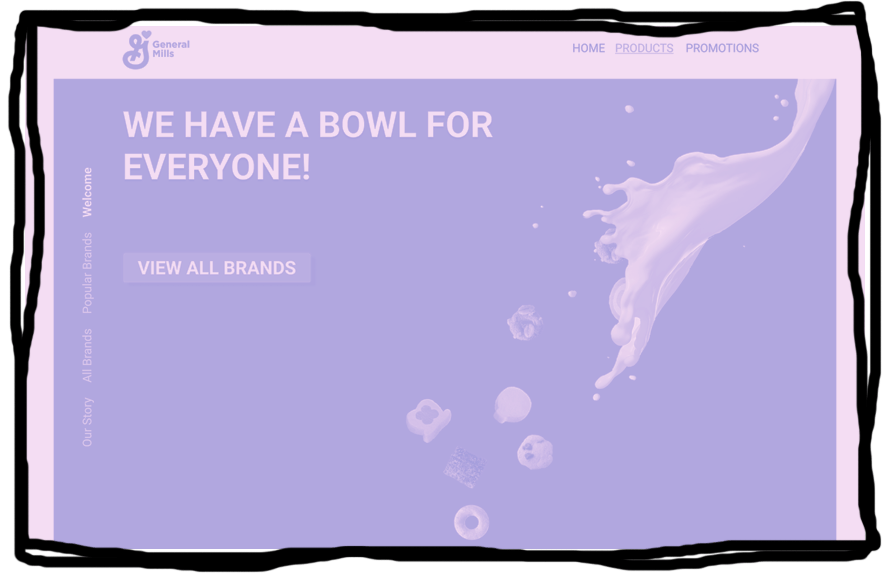 General
Mills
HOME PRODUCTS PROMOTIONS
WE HAVE A BOWL FOR
EVERYONE!
VIEW ALL BRANDS
Welcome
Popular Brands
All Brands
Our Story